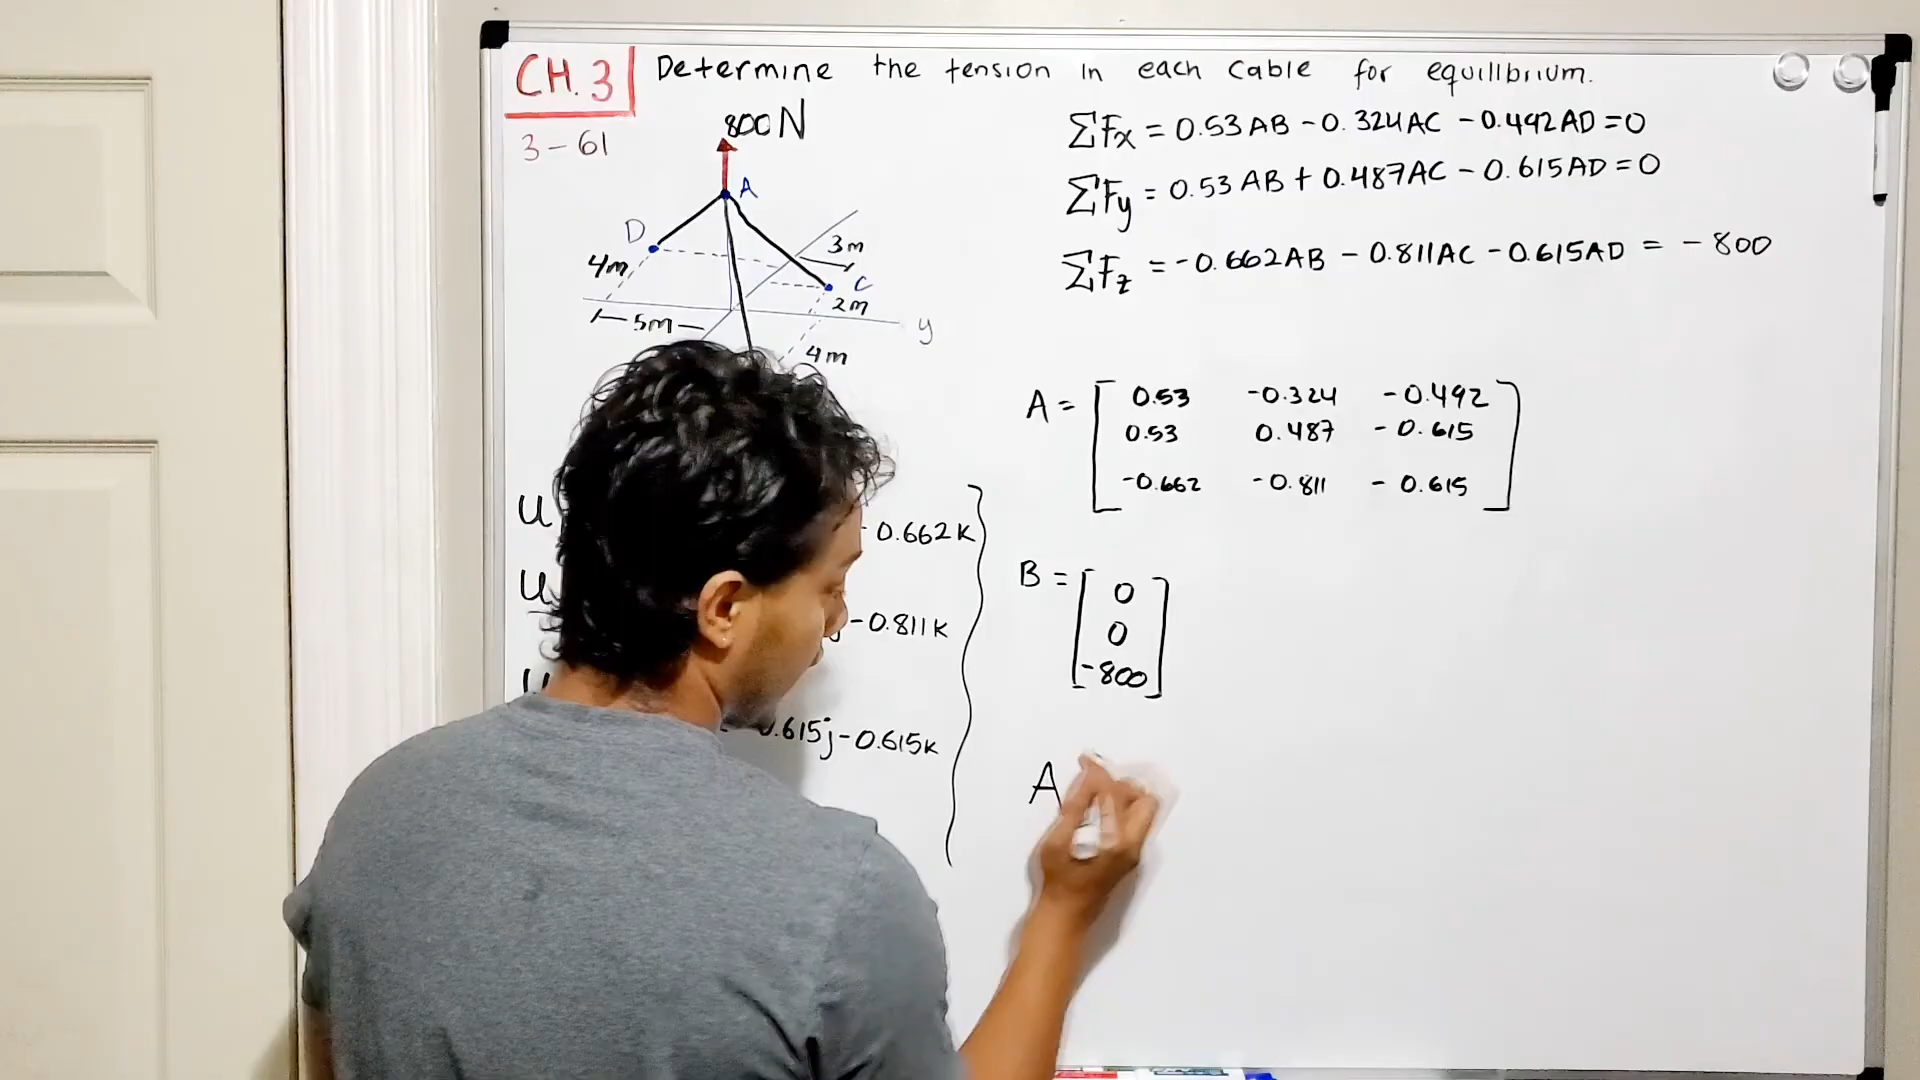 CH. 3
Determine the tension in each cable for equilibrium.
3-61
800N
A
D
4m
5m
3m
C
2m
4m
y
U
- 0.662K
U
-0.811K
0.615j-0.615K
ΣFx = 0.53AB - 0.324AC - 0.492AD = 0
ΣFy = 0.53AB + 0.487AC - 0.615AD = 0
ΣFz = -0.662AB - 0.811AC - 0.615AD = -800
A = [ 0.53 -0.324 -0.492
0.53 0.487 -0.615
-0.662 -0.811 -0.615 ]
B = [ 0
0
-800 ]
A